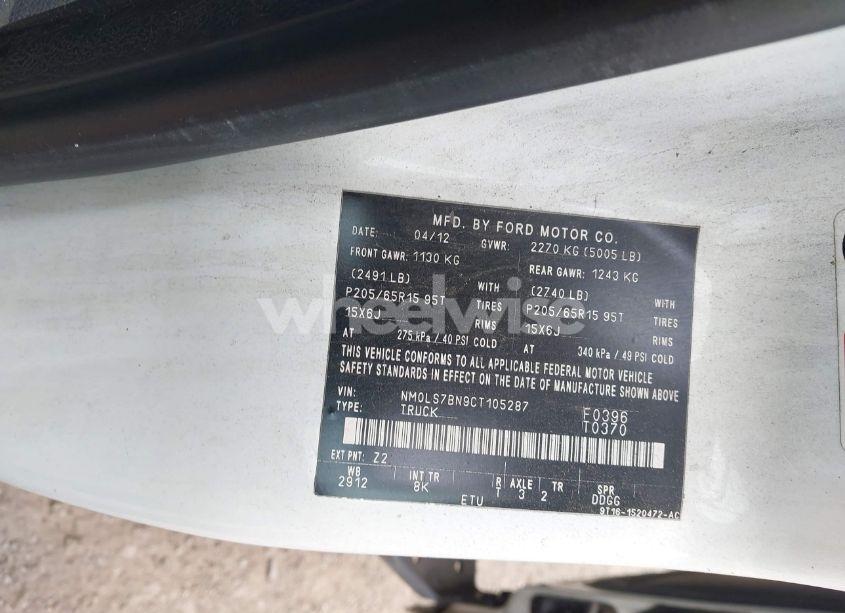 MFD. BY FORD MOTOR CO.
DATE: 04/12 GVWR: 2270 KG (5005 LB)
FRONT GAWR: 1130 KG REAR GAWR: 1243 KG
(2491 LB) WITH (2740 LB) WITH
P205/65R15 95T TIRES P205/65R15 95T TIRES
15X6J RIMS 15X6J RIMS
AT 275 kPa / 40 PSI COLD AT 340 kPa / 49 PSI COLD
THIS VEHICLE CONFORMS TO ALL APPLICABLE FEDERAL MOTOR VEHICLE
SAFETY STANDARDS IN EFFECT ON THE DATE OF MANUFACTURE SHOWN ABOVE
VIN: NM0LS7BN9CT105287 F0396
TYPE: TRUCK T0370
EXT PNT: Z2
WB INT TR R AXLE TR SPR
2912 8K T 3 2 DDGG
ETU 9T16-1520472-AC
wheelwise